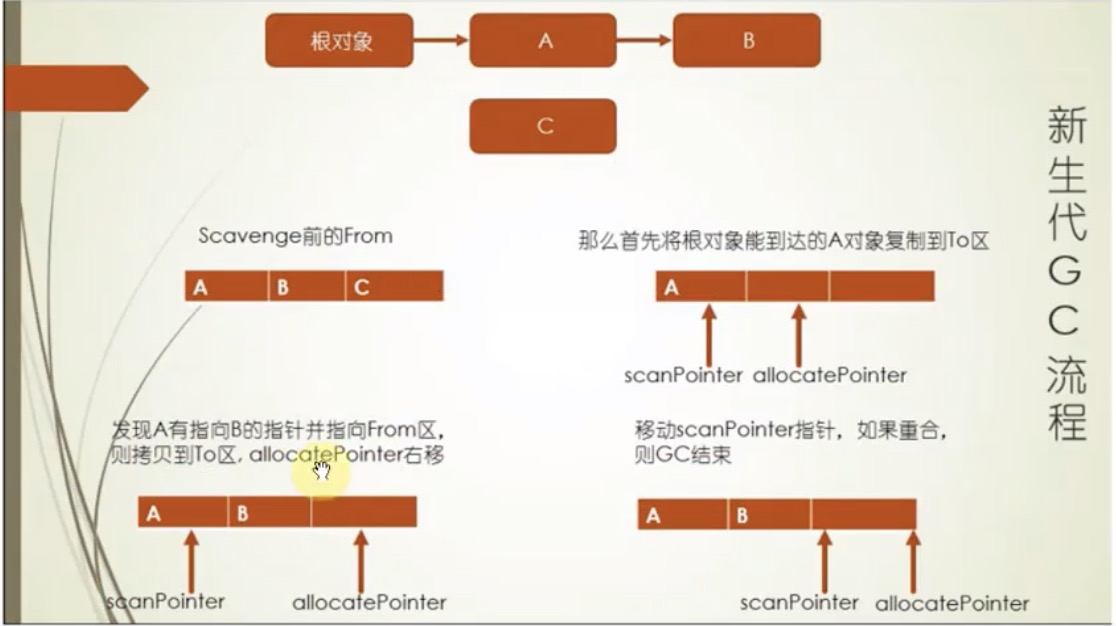 根对象
A
B
C
新生代GC流程
Scavenge前的From
A B C
那么首先将根对象能到达的A对象复制到To区
A
scanPointer allocatePointer
发现A有指向B的指针并指向From区，
则拷贝到To区, allocatePointer右移
A B
scanPointer allocatePointer
移动scanPointer指针，如果重合，
则GC结束
A B
scanPointer allocatePointer